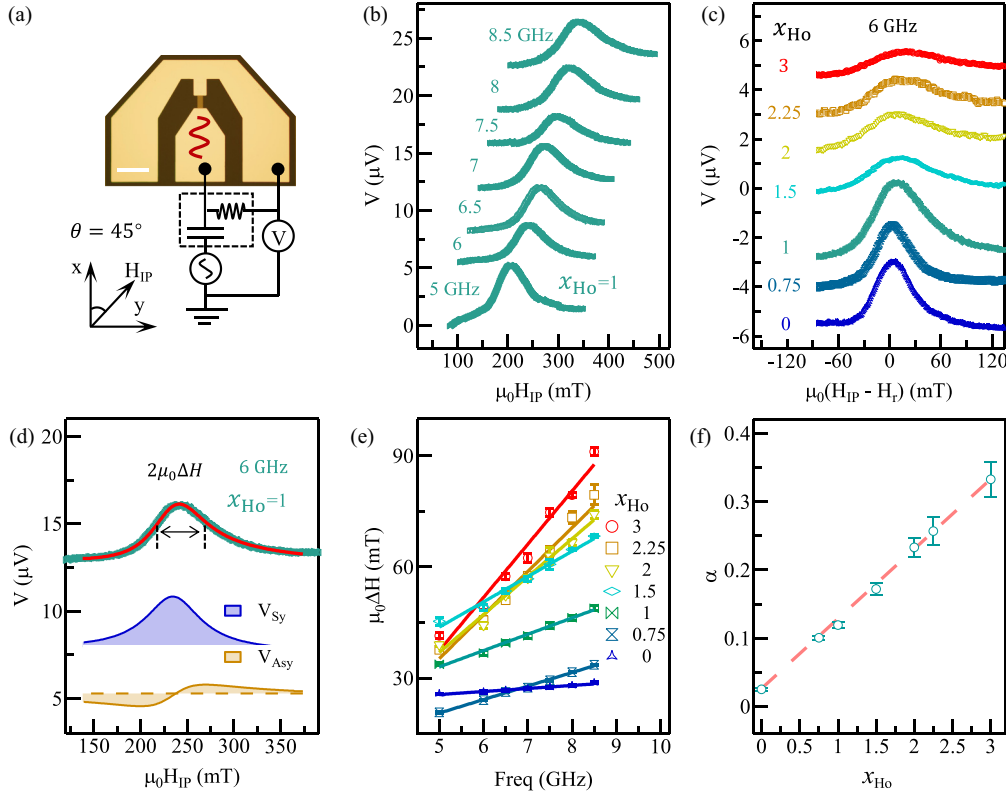 (a)
θ = 45°
x
H_IP
y
V
(b)
V (μV)
25
20
15
10
5
0
8.5 GHz
8
7.5
7
6.5
6
5 GHz
x_Ho=1
100
200
300
400
500
μ₀H_IP (mT)
(c)
x_Ho
6 GHz
V (μV)
6
4
2
0
-2
-4
-6
3
2.25
2
1.5
1
0.75
0
-120
-60
0
60
120
μ₀(H_IP - H_r) (mT)
(d)
V (μV)
20
15
10
5
2μ₀ΔH
6 GHz
x_Ho=1
V_Sy
V_Asy
150
200
250
300
350
μ₀H_IP (mT)
(e)
μ₀ΔH (mT)
90
60
30
x_Ho
3
2.25
2
1.5
1
0.75
0
5
6
7
8
9
10
Freq (GHz)
(f)
α
0.4
0.3
0.2
0.1
0
0
0.5
1
1.5
2
2.5
3
x_Ho